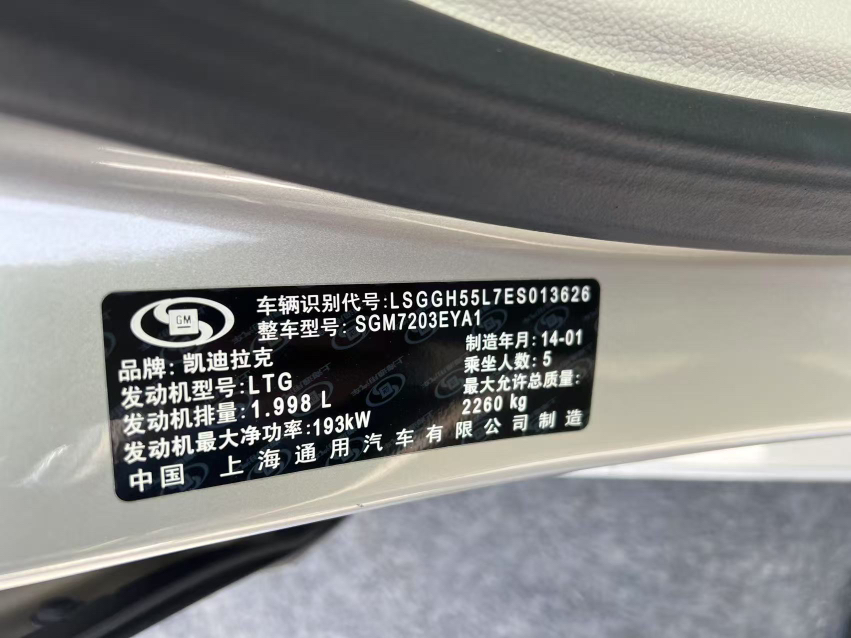 GM
车辆识别代号:LSGGH55L7ES013626
整车型号: SGM7203EYA1
品牌: 凯迪拉克
制造年月: 14-01
发动机型号: LTG
乘坐人数: 5
发动机排量: 1.998 L
最大允许总质量:
2260 kg
发动机最大净功率:193kW
中国 上海通用汽车有限公司制造